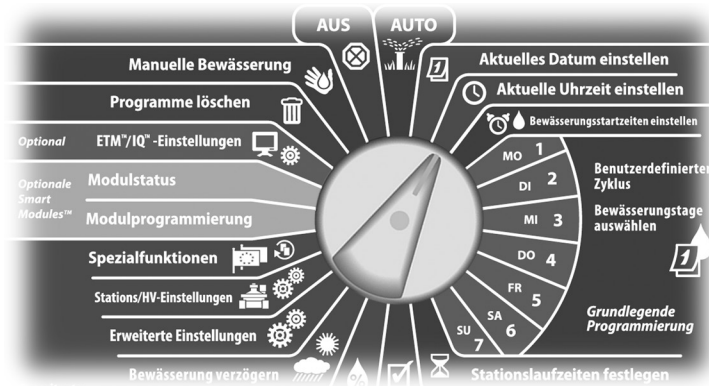 AUS
AUTO
Manuelle Bewässerung
Programme löschen
Optional
ETM™/IQ™ -Einstellungen
Optionale
Smart
Modules™
Modulstatus
Modulprogrammierung
Spezialfunktionen
Stations/HV-Einstellungen
Erweiterte Einstellungen
Bewässerung verzögern
%
Aktuelles Datum einstellen
Aktuelle Uhrzeit einstellen
Bewässerungsstartzeiten einstellen
MO 1
DI 2
MI 3
DO 4
FR 5
SA 6
SU 7
Benutzerdefinierter
Zyklus
Bewässerungstage
auswählen
1
1
Grundlegende
Programmierung
Stationslaufzeiten festlegen